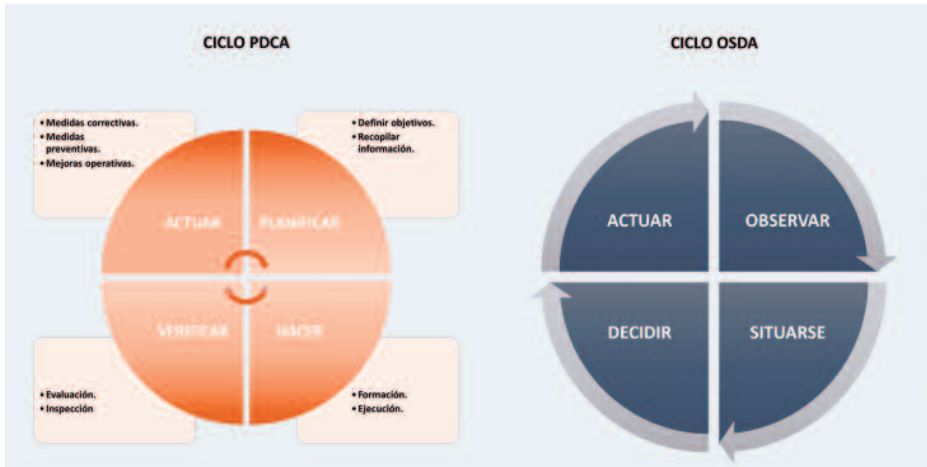 CICLO PDCA
• Medidas correctivas.
• Medidas
preventivas.
• Mejoras operativas.
• Definir objetivos.
• Recopilar
información.
ACTUAR
PLANIFICAR
VERIFICAR
HACER
• Evaluación.
• Inspección
• Formación.
• Ejecución.
CICLO OSDA
ACTUAR
OBSERVAR
DECIDIR
SITUARSE